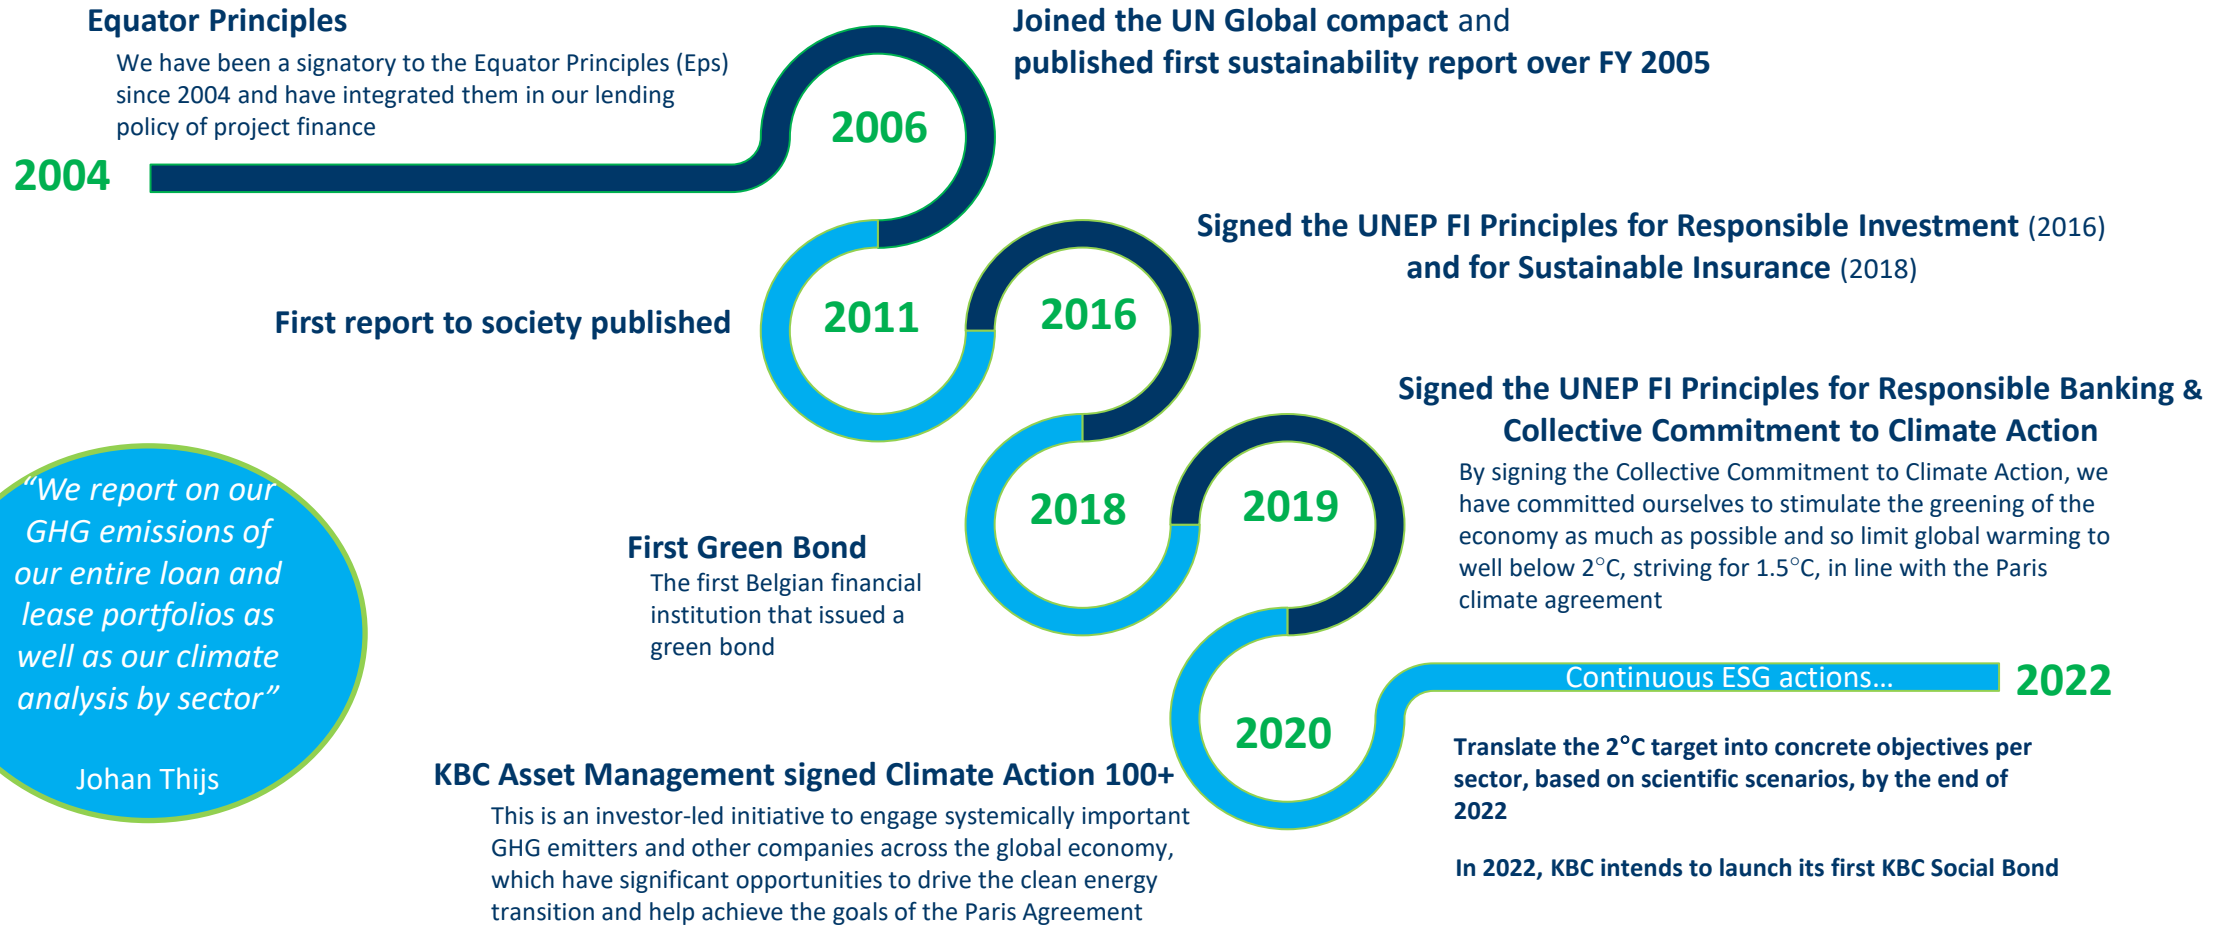 Equator Principles
We have been a signatory to the Equator Principles (Eps)
since 2004 and have integrated them in our lending
policy of project finance
2004
2006
Joined the UN Global compact and
published first sustainability report over FY 2005
First report to society published
2011
2016
Signed the UNEP FI Principles for Responsible Investment (2016)
and for Sustainable Insurance (2018)
First Green Bond
The first Belgian financial
institution that issued a
green bond
2018
2019
Signed the UNEP FI Principles for Responsible Banking &
Collective Commitment to Climate Action
By signing the Collective Commitment to Climate Action, we
have committed ourselves to stimulate the greening of the
economy as much as possible and so limit global warming to
well below 2°C, striving for 1.5°C, in line with the Paris
climate agreement
"We report on our
GHG emissions of
our entire loan and
lease portfolios as
well as our climate
analysis by sector”
Johan Thijs
KBC Asset Management signed Climate Action 100+
This is an investor-led initiative to engage systemically important
GHG emitters and other companies across the global economy,
which have significant opportunities to drive the clean energy
transition and help achieve the goals of the Paris Agreement
2020
Continuous ESG actions…
2022
Translate the 2°C target into concrete objectives per
sector, based on scientific scenarios, by the end of
2022
In 2022, KBC intends to launch its first KBC Social Bond